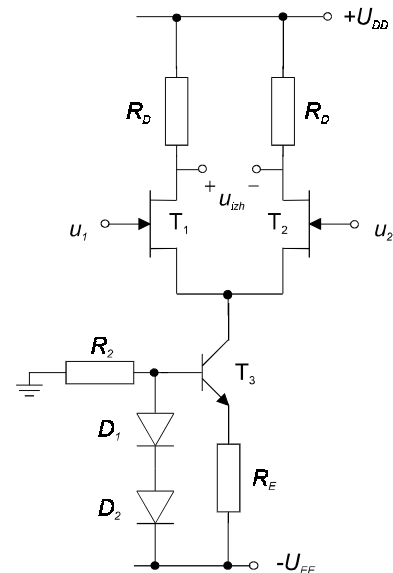 +U_DD
R_D R_D
+ u_izh −
u_1 T_1 T_2 u_2
R_2
T_3
D_1
R_E
D_2
-U_EE